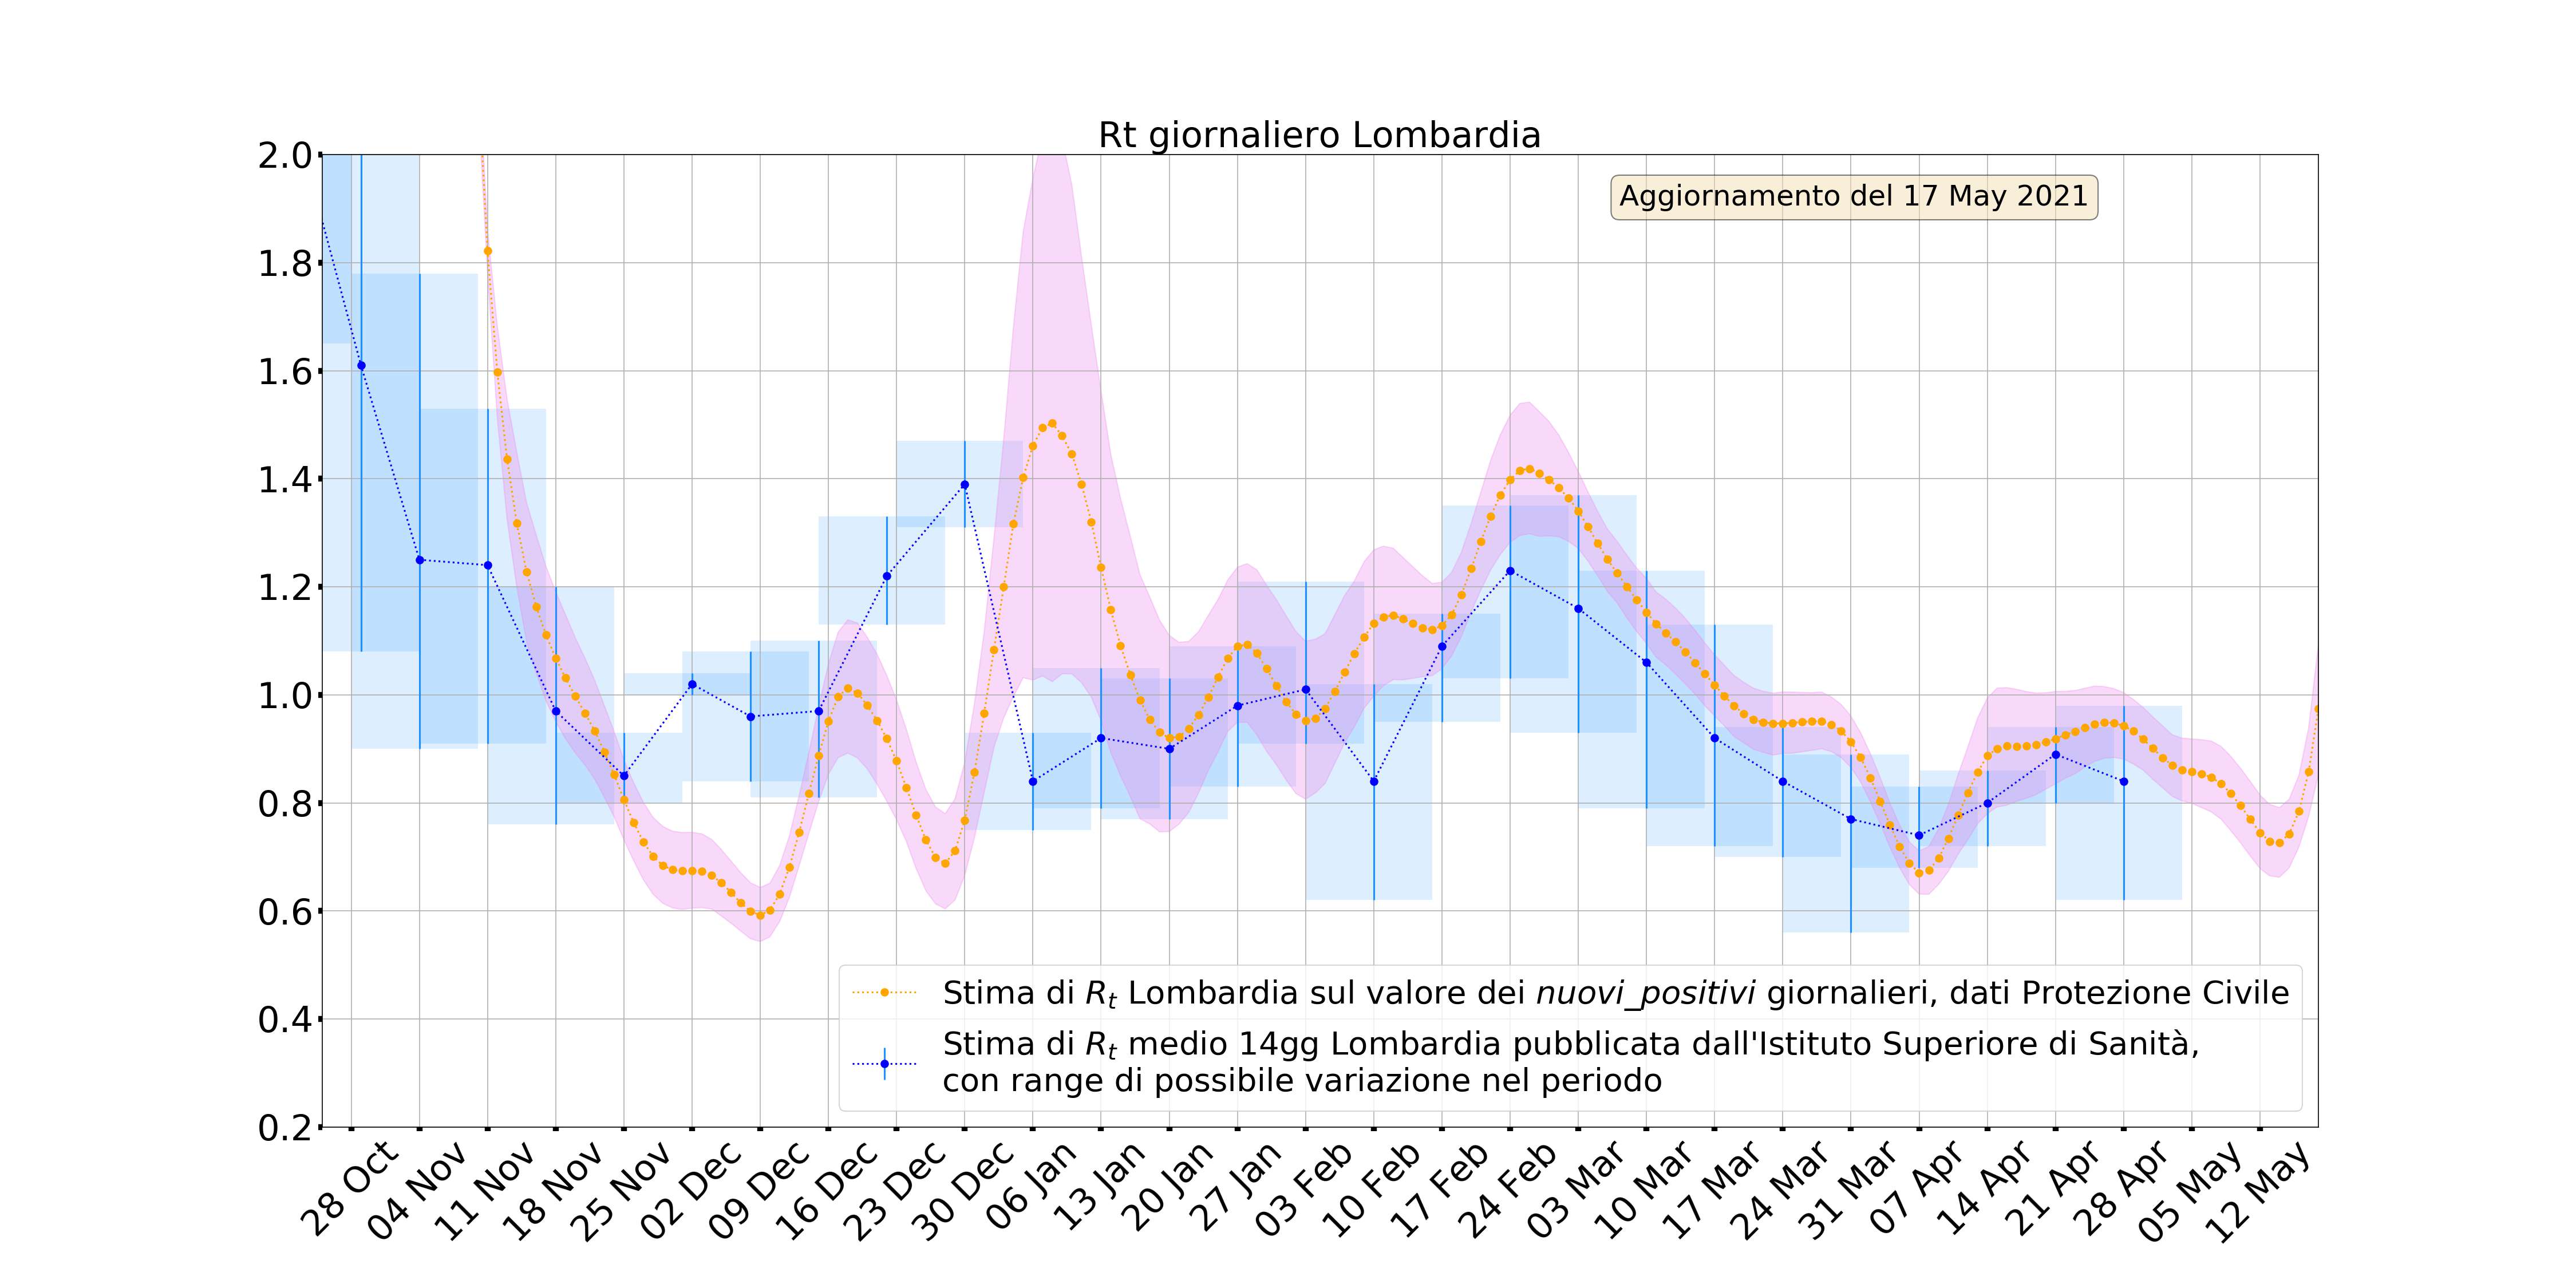 Rt giornaliero Lombardia
Aggiornamento del 17 May 2021
2.0
1.8
1.6
1.4
1.2
1.0
0.8
0.6
0.4
0.2
Stima di Rt Lombardia sul valore dei nuovi_positivi giornalieri, dati Protezione Civile
Stima di Rt medio 14gg Lombardia pubblicata dall'Istituto Superiore di Sanità,
con range di possibile variazione nel periodo
28 Oct
04 Nov
11 Nov
18 Nov
25 Nov
02 Dec
09 Dec
16 Dec
23 Dec
30 Dec
06 Jan
13 Jan
20 Jan
27 Jan
03 Feb
10 Feb
17 Feb
24 Feb
03 Mar
10 Mar
17 Mar
24 Mar
31 Mar
07 Apr
14 Apr
21 Apr
28 Apr
05 May
12 May